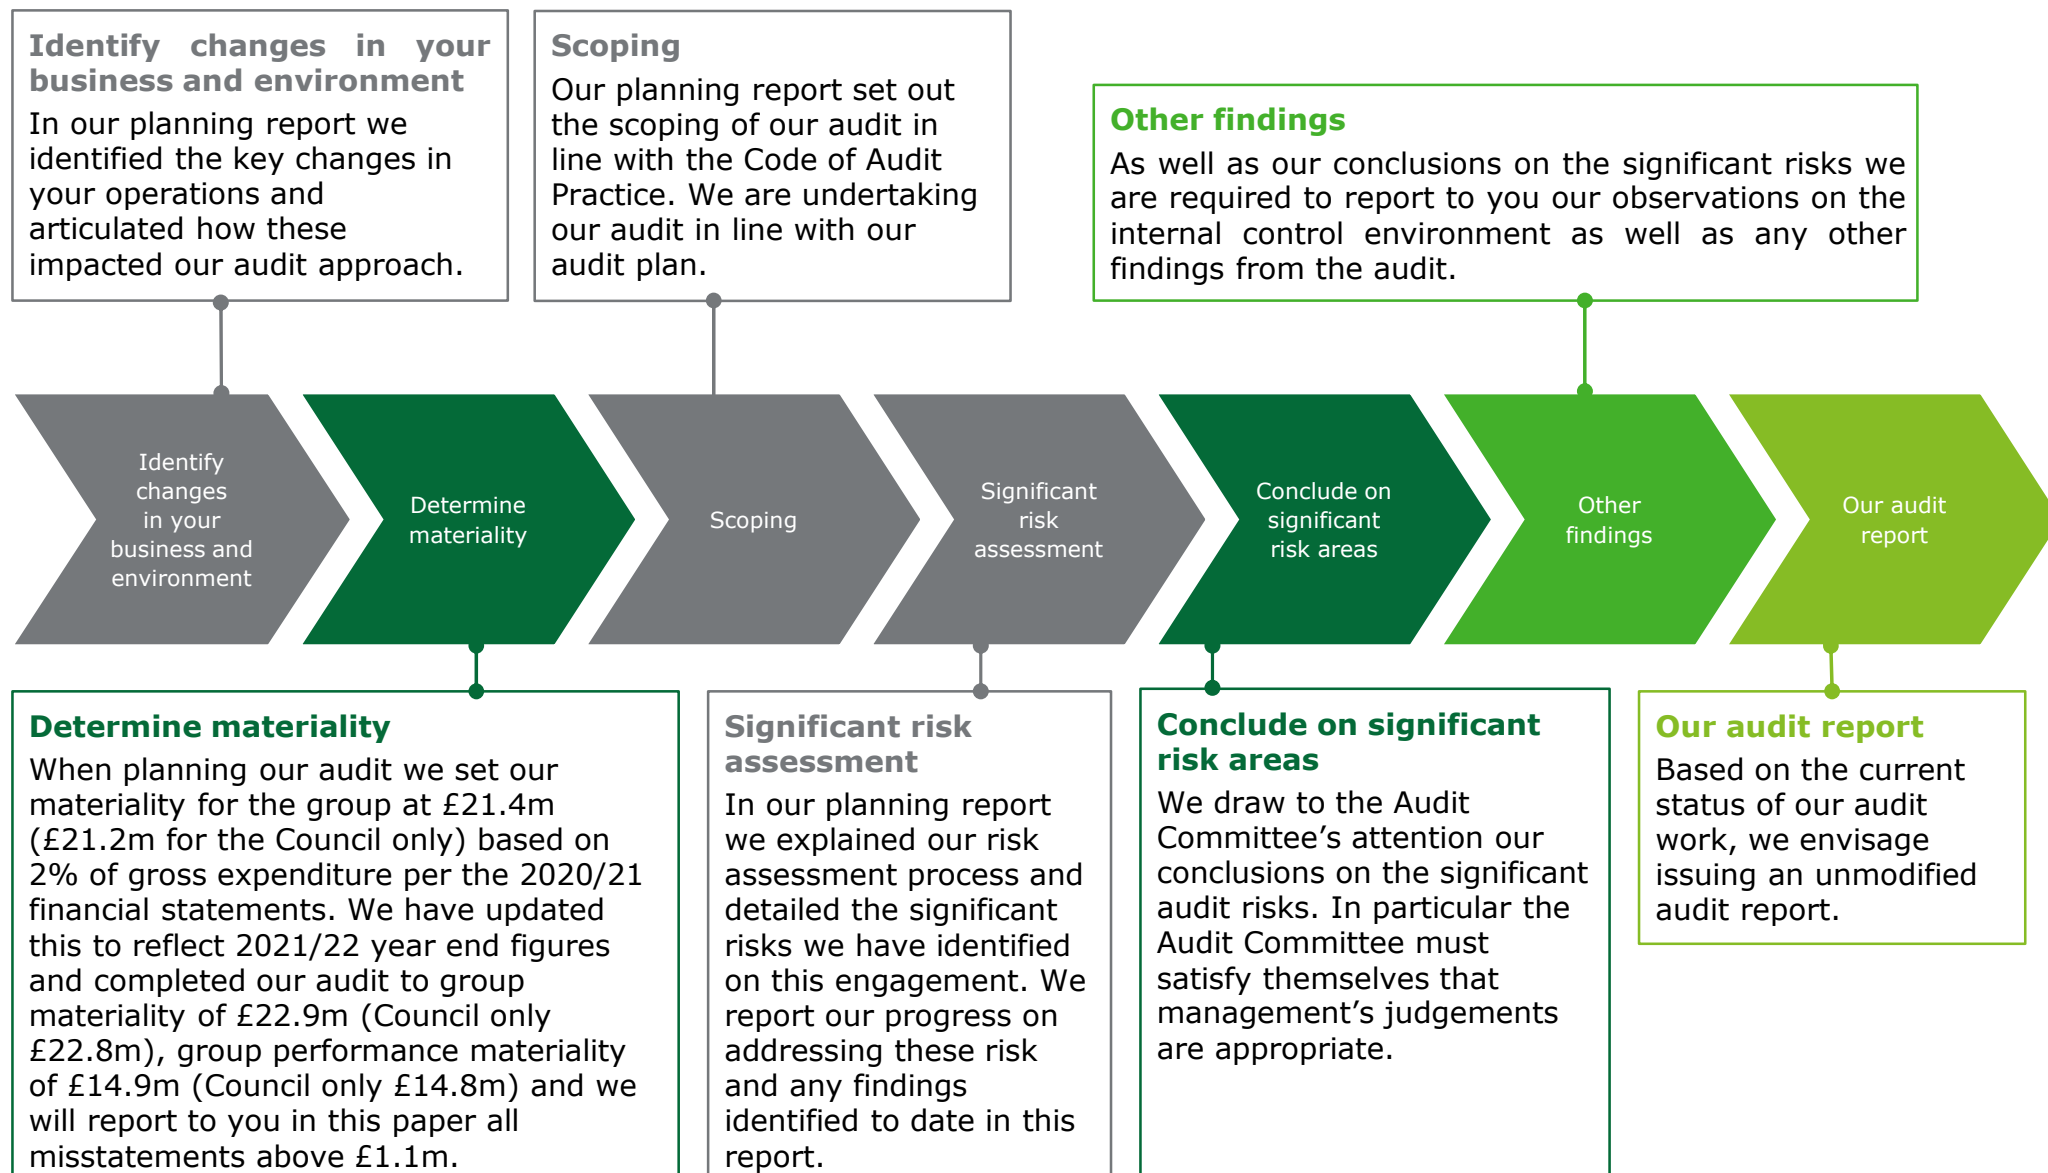 Identify changes in your
business and environment
In our planning report we
identified the key changes in
your operations and
articulated how these
impacted our audit approach.
Scoping
Our planning report set out
the scoping of our audit in
line with the Code of Audit
Practice. We are undertaking
our audit in line with our
audit plan.
Other findings
As well as our conclusions on the significant risks we
are required to report to you our observations on the
internal control environment as well as any other
findings from the audit.
Identify
changes
in your
business and
environment
Determine
materiality
Scoping
Significant
risk
assessment
Conclude on
significant
risk areas
Other
findings
Our audit
report
Determine materiality
When planning our audit we set our
materiality for the group at £21.4m
(£21.2m for the Council only) based on
2% of gross expenditure per the 2020/21
financial statements. We have updated
this to reflect 2021/22 year end figures
and completed our audit to group
materiality of £22.9m (Council only
£22.8m), group performance materiality
of £14.9m (Council only £14.8m) and we
will report to you in this paper all
misstatements above £1.1m.
Significant risk
assessment
In our planning report
we explained our risk
assessment process and
detailed the significant
risks we have identified
on this engagement. We
report our progress on
addressing these risk
and any findings
identified to date in this
report.
Conclude on significant
risk areas
We draw to the Audit
Committee’s attention our
conclusions on the significant
audit risks. In particular the
Audit Committee must
satisfy themselves that
management’s judgements
are appropriate.
Our audit report
Based on the current
status of our audit
work, we envisage
issuing an unmodified
audit report.